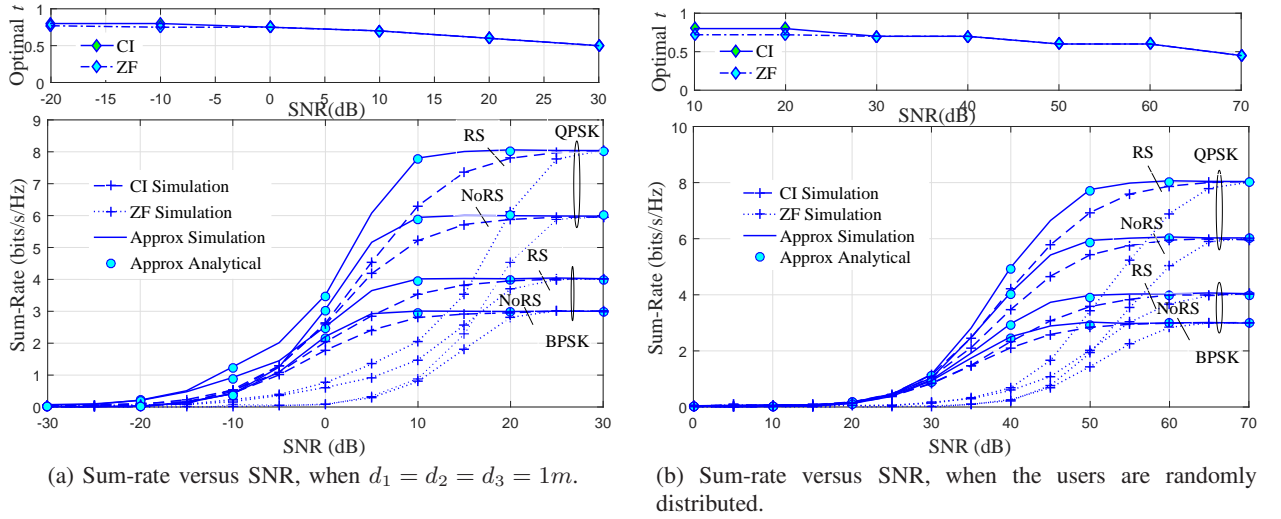 Optimal t
1
0.5
0
CI
ZF
-20 -15 -10 -5 0 5 10 15 20 25 30
SNR(dB)
Sum-Rate (bits/s/Hz)
9
8
7
6
5
4
3
2
1
0
CI Simulation
ZF Simulation
Approx Simulation
Approx Analytical
RS
QPSK
NoRS
RS
NoRS
BPSK
-30 -20 -10 0 10 20 30
SNR (dB)
(a) Sum-rate versus SNR, when d1 = d2 = d3 = 1m.
Optimal t
1
0.5
0
CI
ZF
10 20 30 40 50 60 70
SNR(dB)
Sum-Rate (bits/s/Hz)
10
8
6
4
2
0
CI Simulation
ZF Simulation
Approx Simulation
Approx Analytical
RS
QPSK
NoRS
RS
NoRS
BPSK
0 10 20 30 40 50 60 70
SNR (dB)
(b) Sum-rate versus SNR, when the users are randomly
distributed.